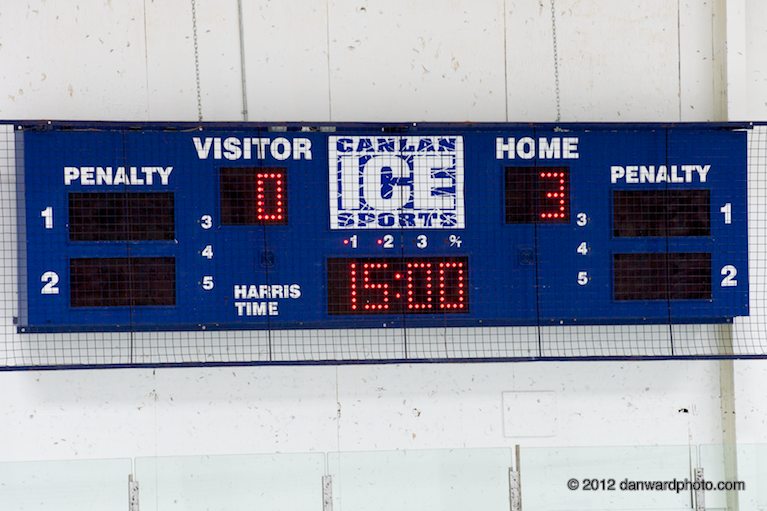 VISITOR
0
CANLAN
ICE
SPORTS
HOME
3
PENALTY
1
2
3
4
5
1 2 3 %
15:00
HARRIS
TIME
3
4
5
PENALTY
1
2
© 2012 danwardphoto.com